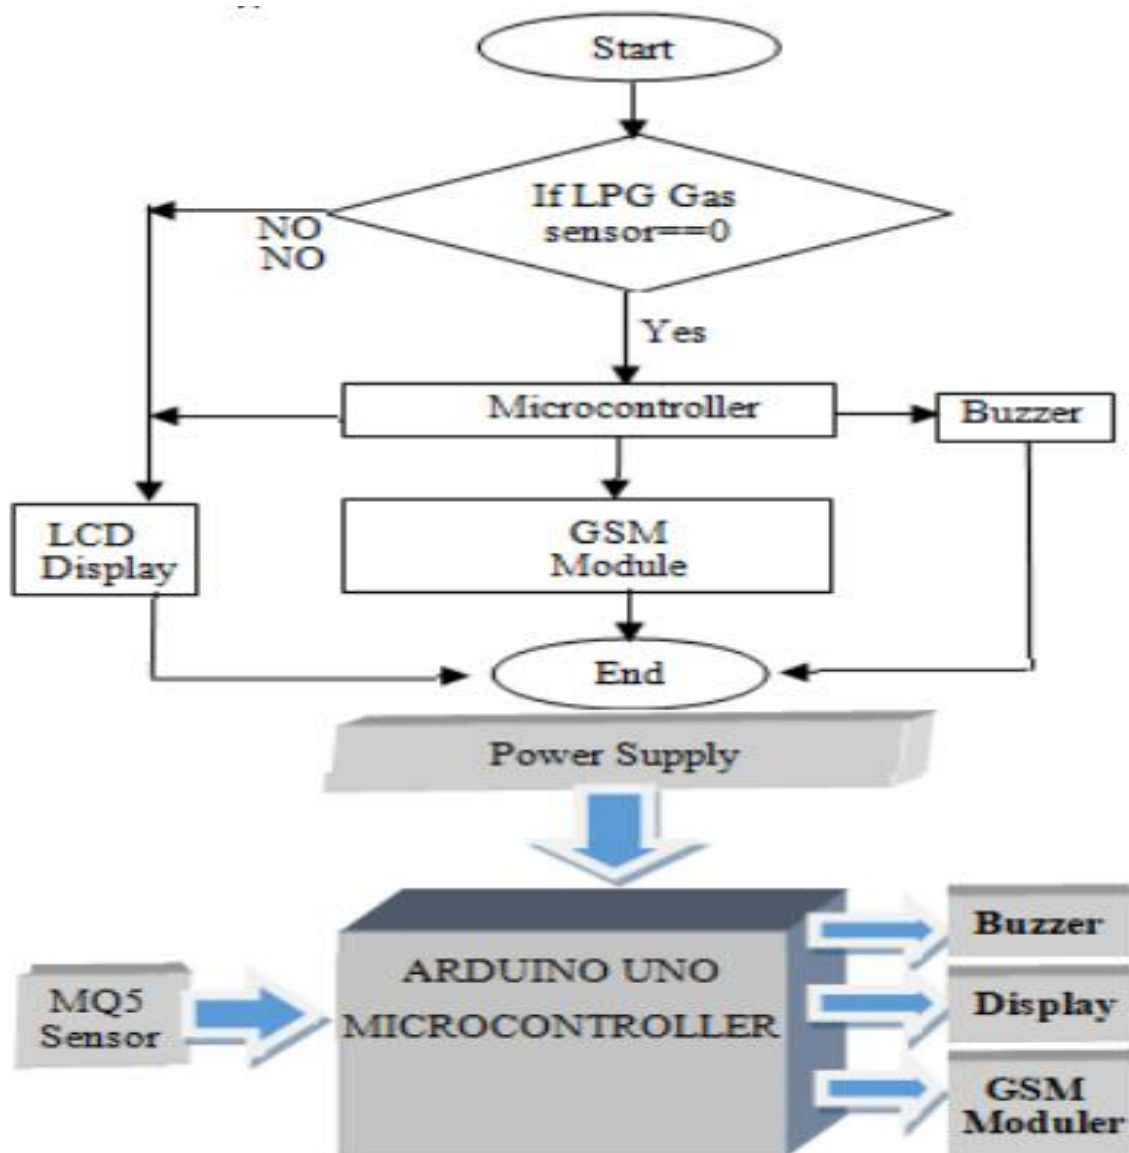 Start
If LPG Gas
sensor==0
NO
NO
Yes
Microcontroller
Buzzer
LCD
Display
GSM
Module
End
Power Supply
ARDUINO UNO
MICROCONTROLLER
MQ5
Sensor
Buzzer
Display
GSM
Moduler